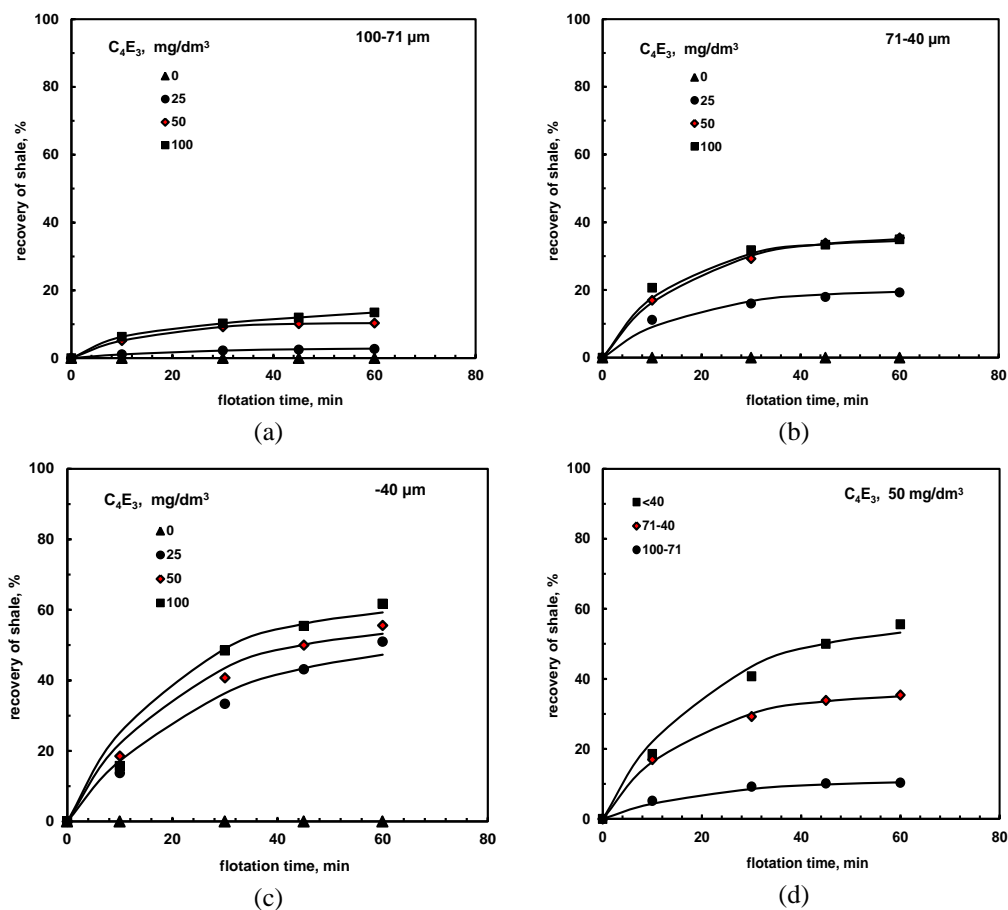 100-71 µm
C₄E₃, mg/dm³
0
25
50
100
100
80
60
40
20
0
recovery of shale, %
0 20 40 60 80
flotation time, min
(a)
71-40 µm
C₄E₃, mg/dm³
0
25
50
100
100
80
60
40
20
0
recovery of shale, %
0 20 40 60 80
flotation time, min
(b)
-40 µm
C₄E₃, mg/dm³
0
25
50
100
100
80
60
40
20
0
recovery of shale, %
0 20 40 60 80
flotation time, min
(c)
C₄E₃, 50 mg/dm³
<40
71-40
100-71
100
80
60
40
20
0
recovery of shale, %
0 20 40 60 80
flotation time, min
(d)